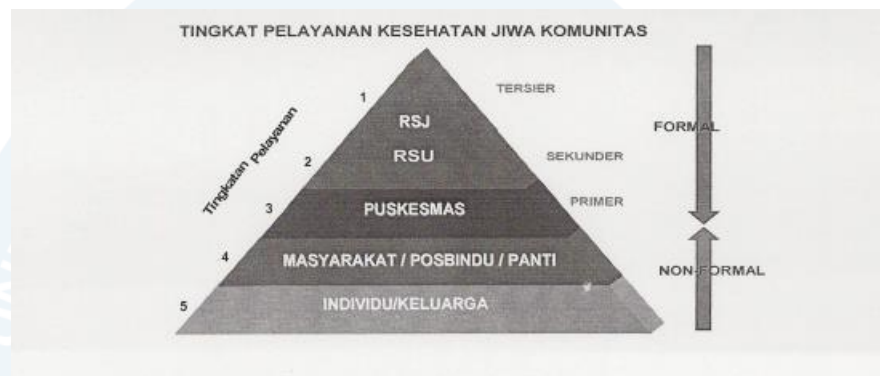 TINGKAT PELAYANAN KESEHATAN JIWA KOMUNITAS
Tingkatan Pelayanan
1
TERSIER
RSJ
FORMAL
2
RSU
SEKUNDER
3
PUSKESMAS
PRIMER
4
MASYARAKAT / POSBINDU / PANTI
NON-FORMAL
5
INDIVIDU/KELUARGA